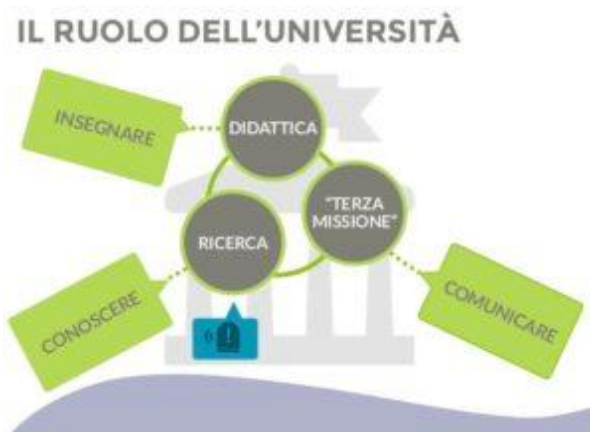 IL RUOLO DELL'UNIVERSITÀ
INSEGNARE
DIDATTICA
"TERZA
MISSIONE"
RICERCA
CONOSCERE
COMUNICARE